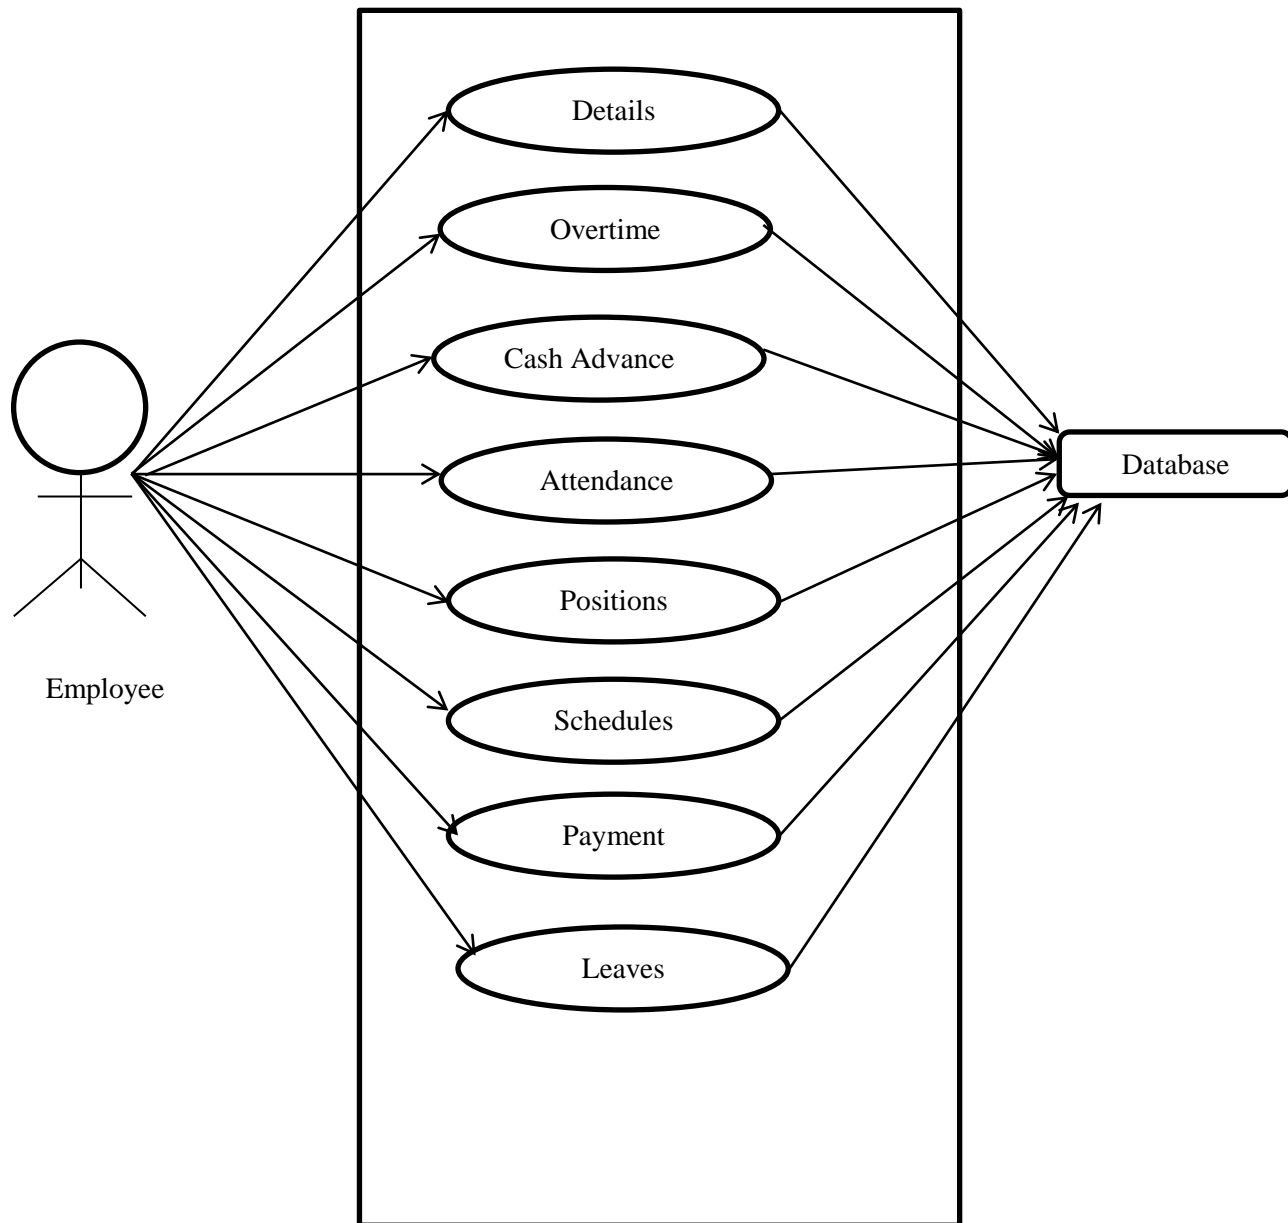 Details
Overtime
Cash Advance
Attendance
Database
Positions
Employee
Schedules
Payment
Leaves